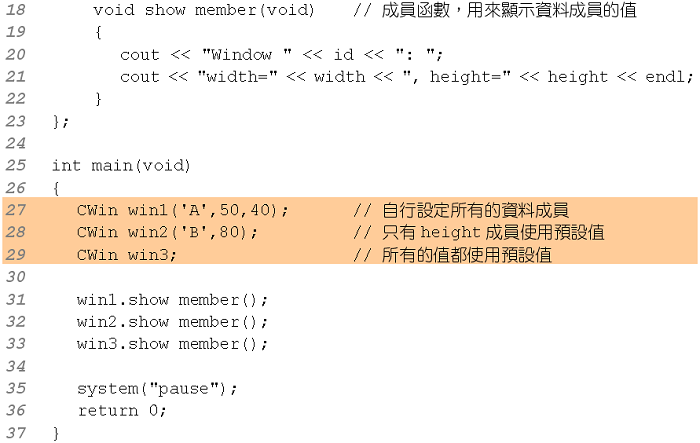 18 void show member(void) // 成員函數，用來顯示資料成員的值
19 {
20 cout << "Window " << id << ": ";
21 cout << "width=" << width << ", height=" << height << endl;
22 }
23 };
24
25 int main(void)
26 {
27 CWin win1('A',50,40); // 自行設定所有的資料成員
28 CWin win2('B',80); // 只有 height 成員使用預設值
29 CWin win3; // 所有的值都使用預設值
30
31 win1.show member();
32 win2.show member();
33 win3.show member();
34
35 system("pause");
36 return 0;
37 }